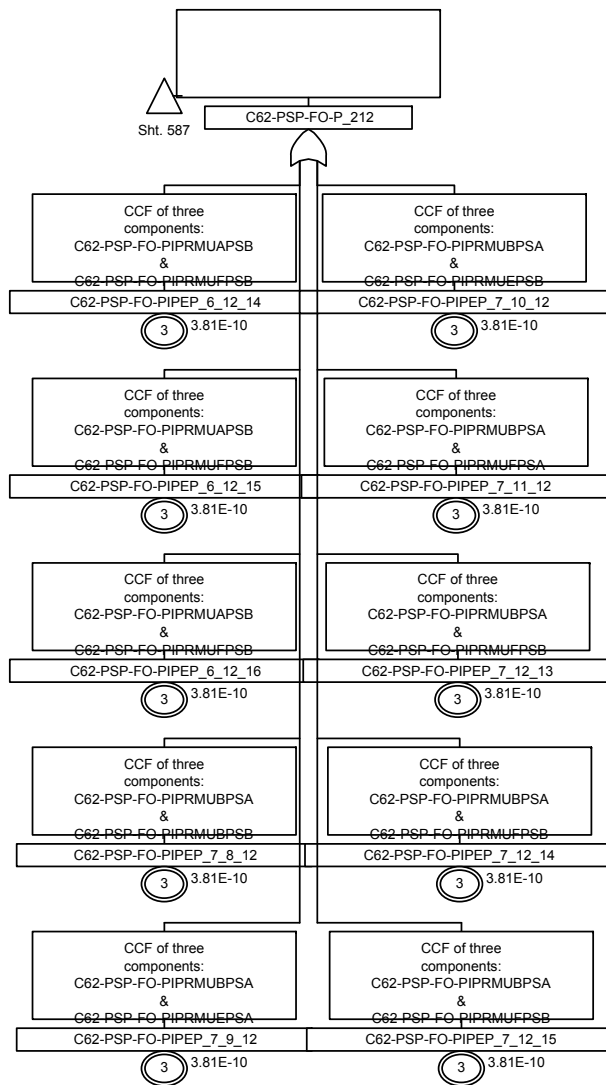 Sht. 587
C62-PSP-FO-P_212
CCF of three
components:
C62-PSP-FO-PIPRMUAPSB
&
C62-PSP-FO-PIPRMUFPSB
C62-PSP-FO-PIPEP_6_12_14
3
3.81E-10
CCF of three
components:
C62-PSP-FO-PIPRMUBPSA
&
C62-PSP-FO-PIPRMUEPSB
C62-PSP-FO-PIPEP_7_10_12
3
3.81E-10
CCF of three
components:
C62-PSP-FO-PIPRMUAPSB
&
C62-PSP-FO-PIPRMUFPSB
C62-PSP-FO-PIPEP_6_12_15
3
3.81E-10
CCF of three
components:
C62-PSP-FO-PIPRMUBPSA
&
C62-PSP-FO-PIPRMUFPSA
C62-PSP-FO-PIPEP_7_11_12
3
3.81E-10
CCF of three
components:
C62-PSP-FO-PIPRMUAPSB
&
C62-PSP-FO-PIPRMUFPSB
C62-PSP-FO-PIPEP_6_12_16
3
3.81E-10
CCF of three
components:
C62-PSP-FO-PIPRMUBPSA
&
C62-PSP-FO-PIPRMUFPSB
C62-PSP-FO-PIPEP_7_12_13
3
3.81E-10
CCF of three
components:
C62-PSP-FO-PIPRMUBPSA
&
C62-PSP-FO-PIPRMUBPSB
C62-PSP-FO-PIPEP_7_8_12
3
3.81E-10
CCF of three
components:
C62-PSP-FO-PIPRMUBPSA
&
C62-PSP-FO-PIPRMUFPSB
C62-PSP-FO-PIPEP_7_12_14
3
3.81E-10
CCF of three
components:
C62-PSP-FO-PIPRMUBPSA
&
C62-PSP-FO-PIPRMUEPSA
C62-PSP-FO-PIPEP_7_9_12
3
3.81E-10
CCF of three
components:
C62-PSP-FO-PIPRMUBPSA
&
C62-PSP-FO-PIPRMUFPSB
C62-PSP-FO-PIPEP_7_12_15
3
3.81E-10